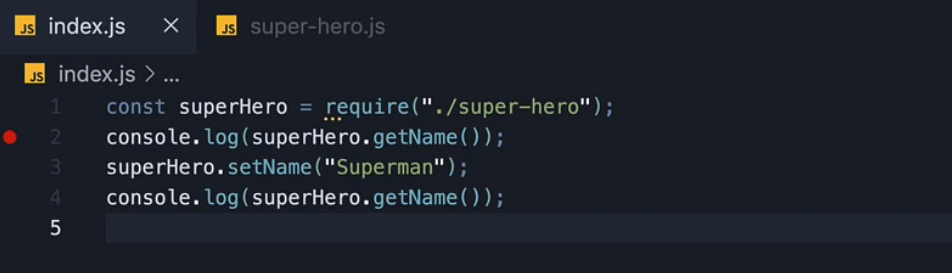 JS index.js × JS super-hero.js
JS index.js > ...
1 const superHero = require("./super-hero");
2 console.log(superHero.getName());
3 superHero.setName("Superman");
4 console.log(superHero.getName());
5